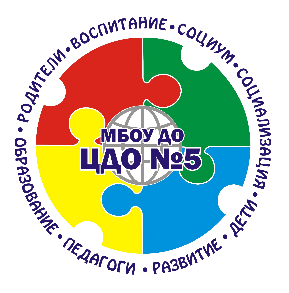 РОДИТЕЛИ • ВОСПИТАНИЕ • СОЦИУМ • СОЦИАЛИЗАЦИЯ
• ДЕТИ • РАЗВИТИЕ • ПЕДАГОГИ • ОБРАЗОВАНИЕ •
МБОУ ДО
ЦДО №5